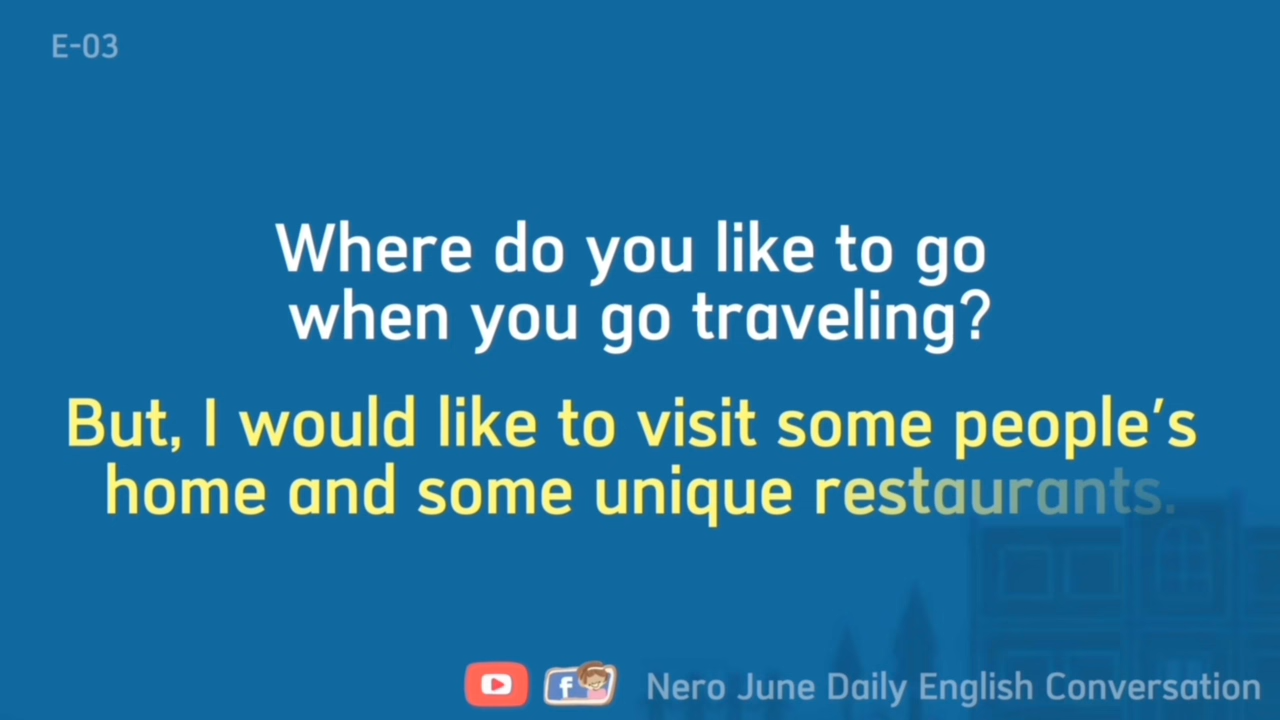 E-03
Where do you like to go
when you go traveling?
But, I would like to visit some people's
home and some unique restaurants.
Nero June Daily English Conversation